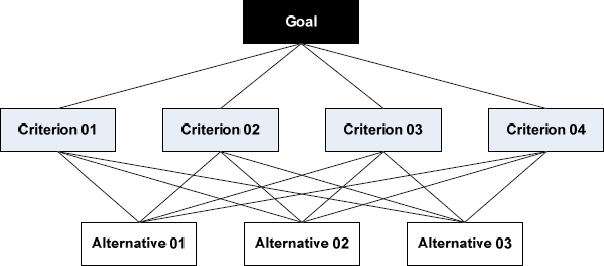 Goal
Criterion 01
Criterion 02
Criterion 03
Criterion 04
Alternative 01
Alternative 02
Alternative 03